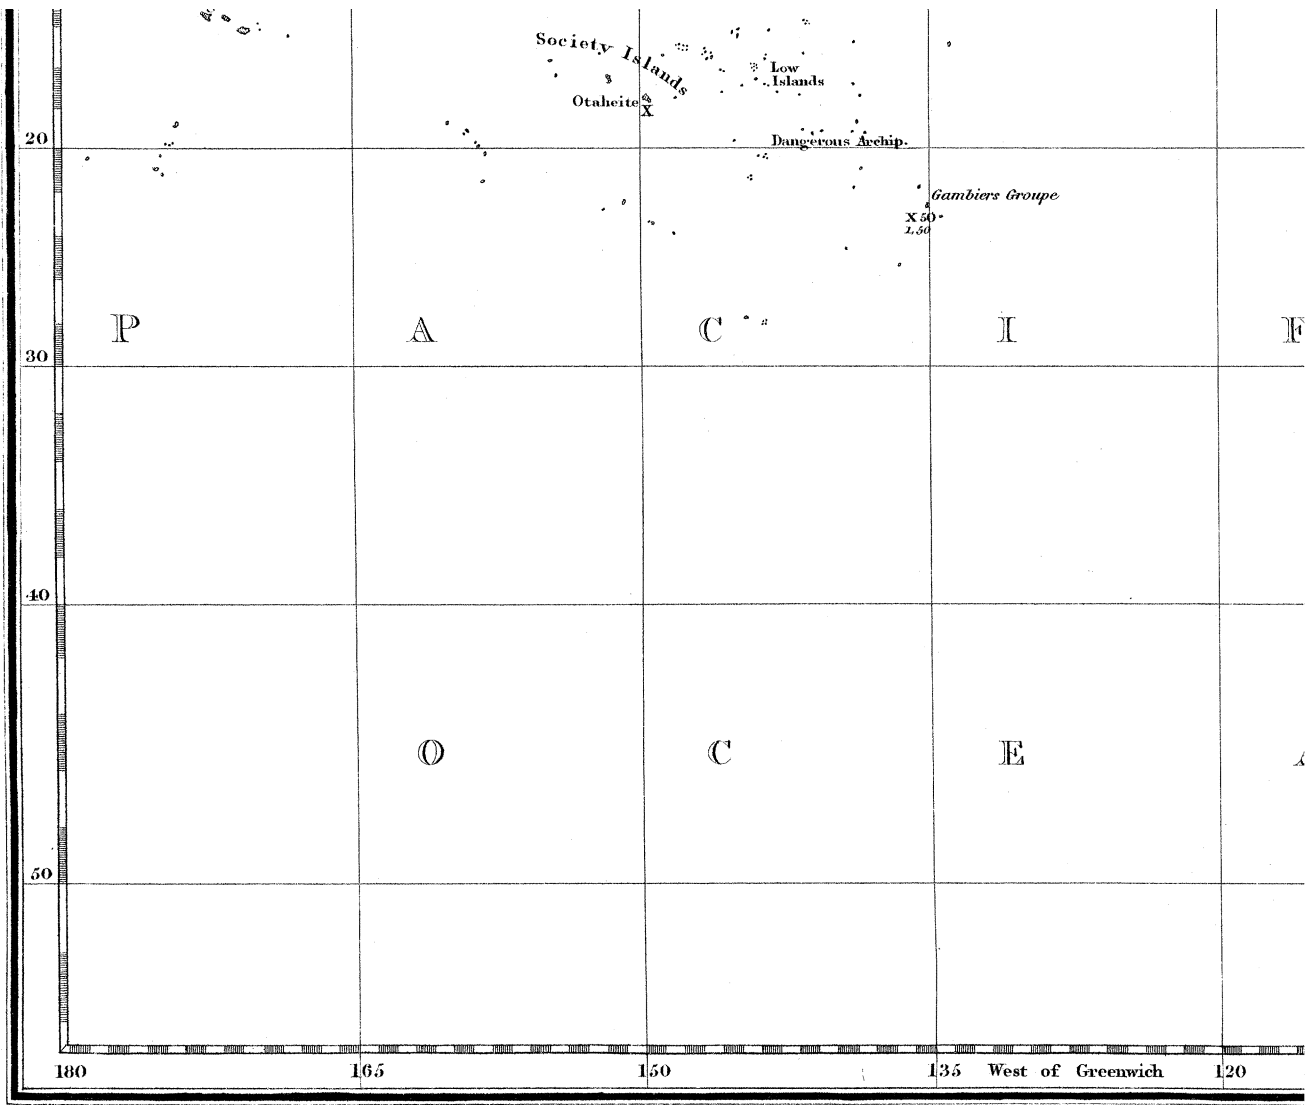 Society Islands
Low
Islands
Otaheite
X
20
Dangerous Archip.
Gambiers Groupe
X 50
L 50
P A C I F
30
40
O C E
50
180 165 150 135 West of Greenwich 120